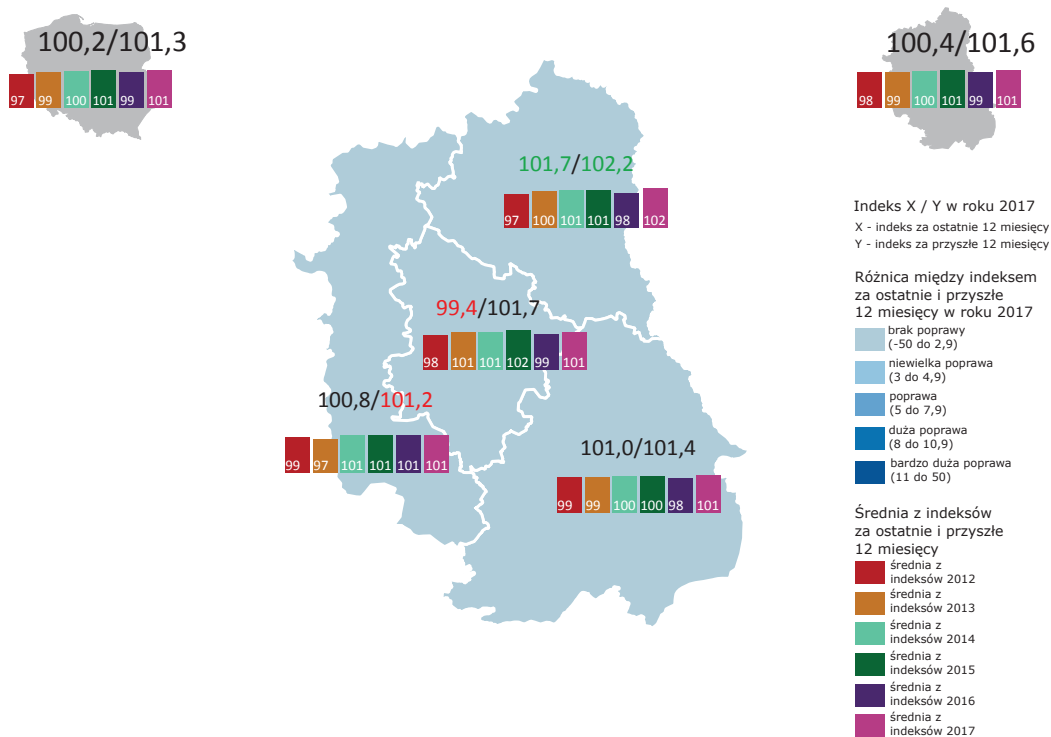 100,2/101,3
97 99 100 101 99 101
100,4/101,6
98 99 100 101 99 101
101,7/102,2
97 100 101 101 98 102
99,4/101,7
98 101 101 102 99 101
100,8/101,2
99 97 101 101 101 101
101,0/101,4
99 99 100 100 98 101
Indeks X / Y w roku 2017
X - indeks za ostatnie 12 miesięcy
Y - indeks za przyszłe 12 miesięcy
Różnica między indeksem
za ostatnie i przyszłe
12 miesięcy w roku 2017
brak poprawy
(-50 do 2,9)
niewielka poprawa
(3 do 4,9)
poprawa
(5 do 7,9)
duża poprawa
(8 do 10,9)
bardzo duża poprawa
(11 do 50)
Średnia z indeksów
za ostatnie i przyszłe
12 miesięcy
średnia z
indeksów 2012
średnia z
indeksów 2013
średnia z
indeksów 2014
średnia z
indeksów 2015
średnia z
indeksów 2016
średnia z
indeksów 2017